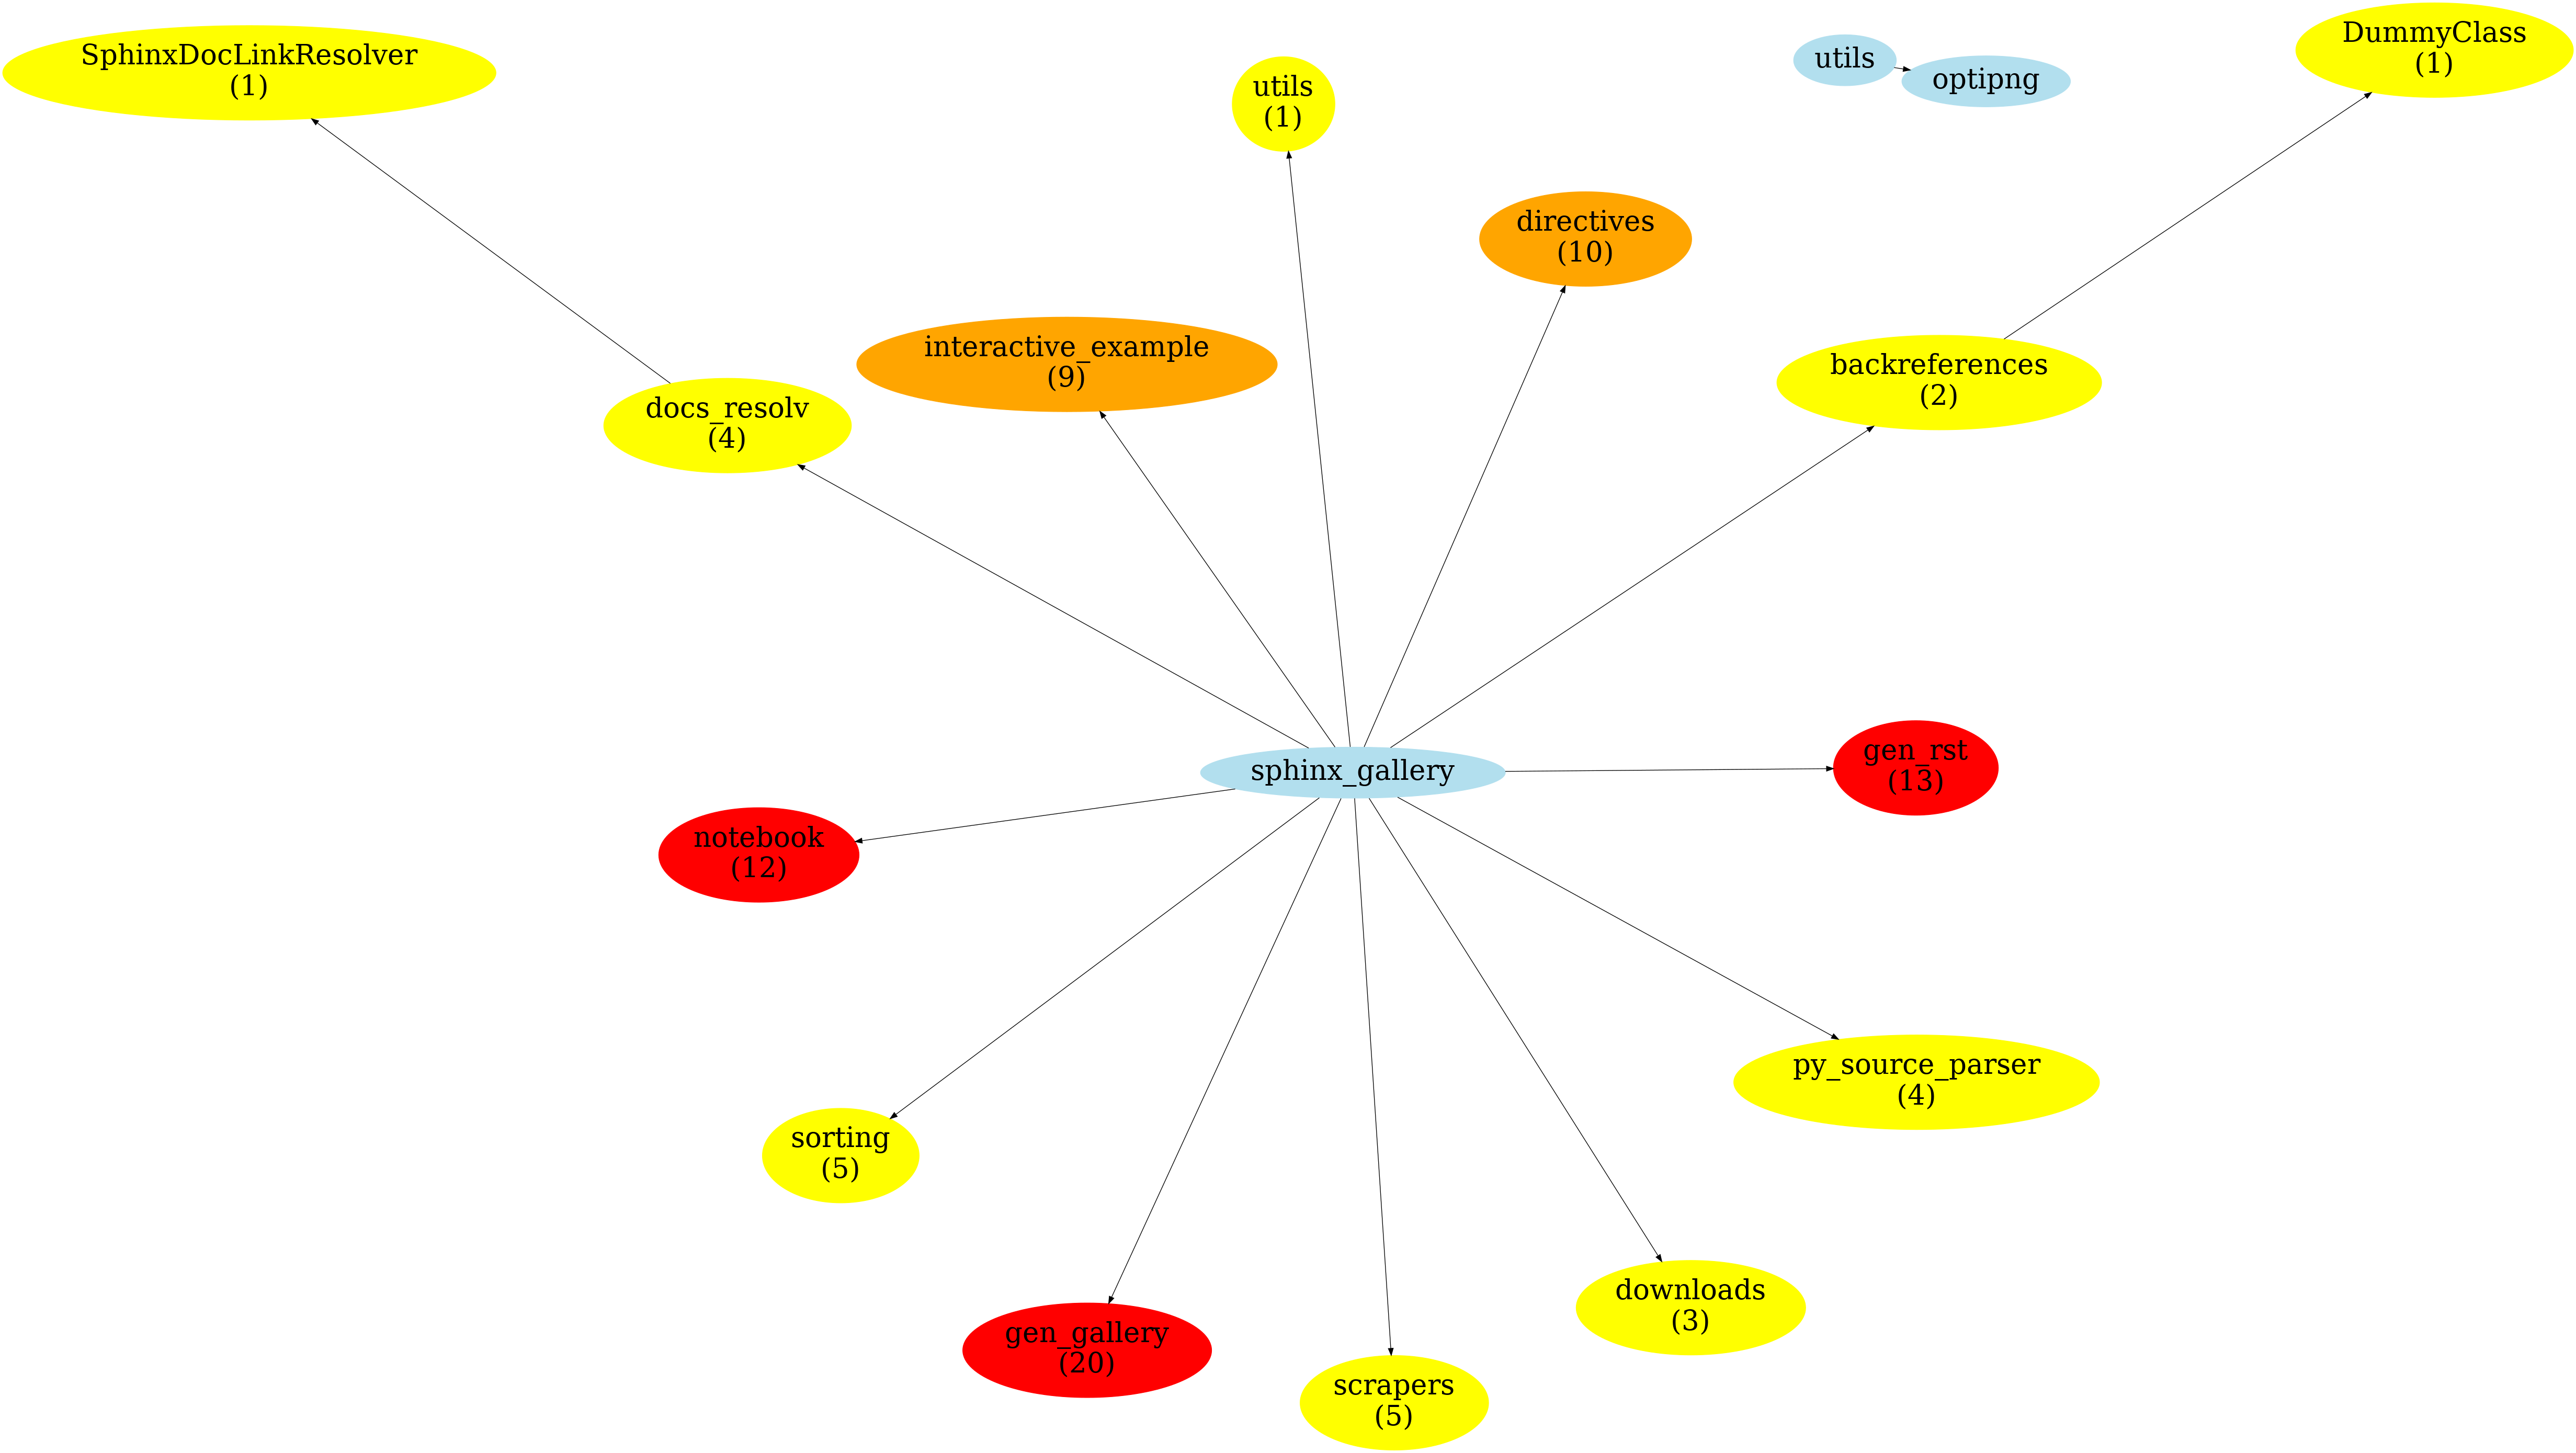 SphinxDocLinkResolver
(1)
utils
(1)
utils
optipng
DummyClass
(1)
directives
(10)
interactive_example
(9)
backreferences
(2)
docs_resolv
(4)
sphinx_gallery
gen_rst
(13)
notebook
(12)
py_source_parser
(4)
sorting
(5)
downloads
(3)
gen_gallery
(20)
scrapers
(5)